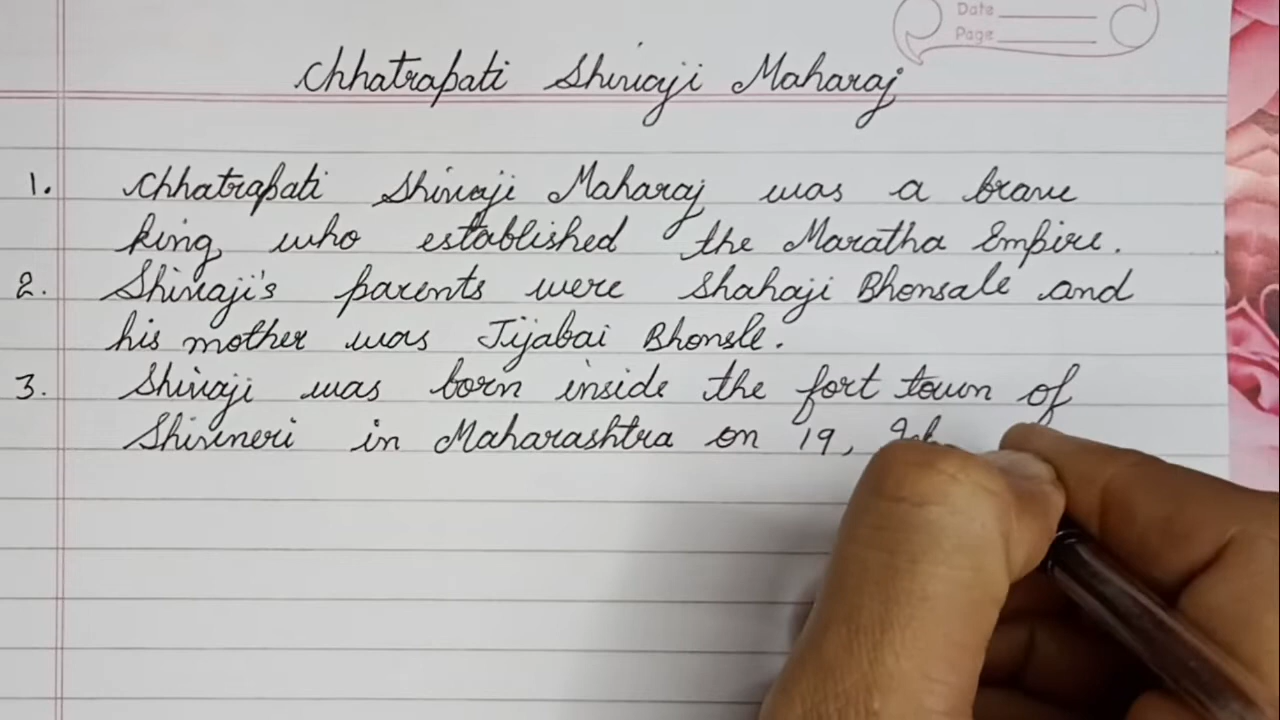 Date
Page
Chhatrapati Shivaji Maharaj
1. Chhatrapati Shivaji Maharaj was a brave
king who established the Maratha Empire.
2. Shivaji's parents were Shahaji Bhonsale and
his mother was Jijabai Bhonsle.
3. Shivaji was born inside the fort town of
Shivneri in Maharashtra on 19,